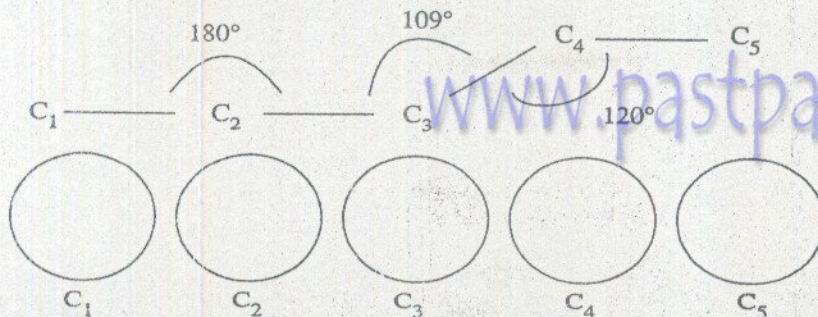 180° 109° C₄ C₅
C₁ C₂ C₃ 120°
www.pastpa
C₁ C₂ C₃ C₄ C₅